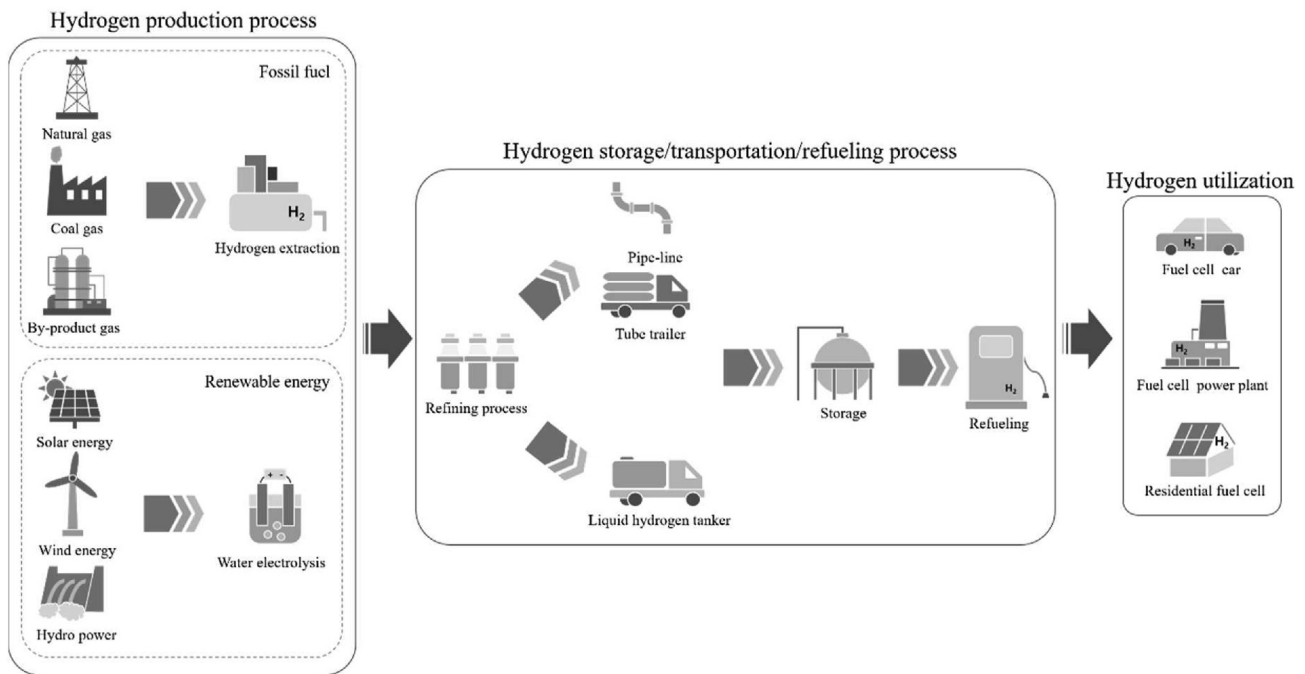 Hydrogen production process
Fossil fuel
Natural gas
Coal gas
H2
Hydrogen extraction
By-product gas
Renewable energy
Solar energy
Wind energy
+ -
Water electrolysis
Hydro power
Hydrogen storage/transportation/refueling process
Refining process
Pipe-line
Tube trailer
Liquid hydrogen tanker
Storage
H2
Refueling
Hydrogen utilization
H2
Fuel cell car
H2
Fuel cell power plant
H2
Residential fuel cell